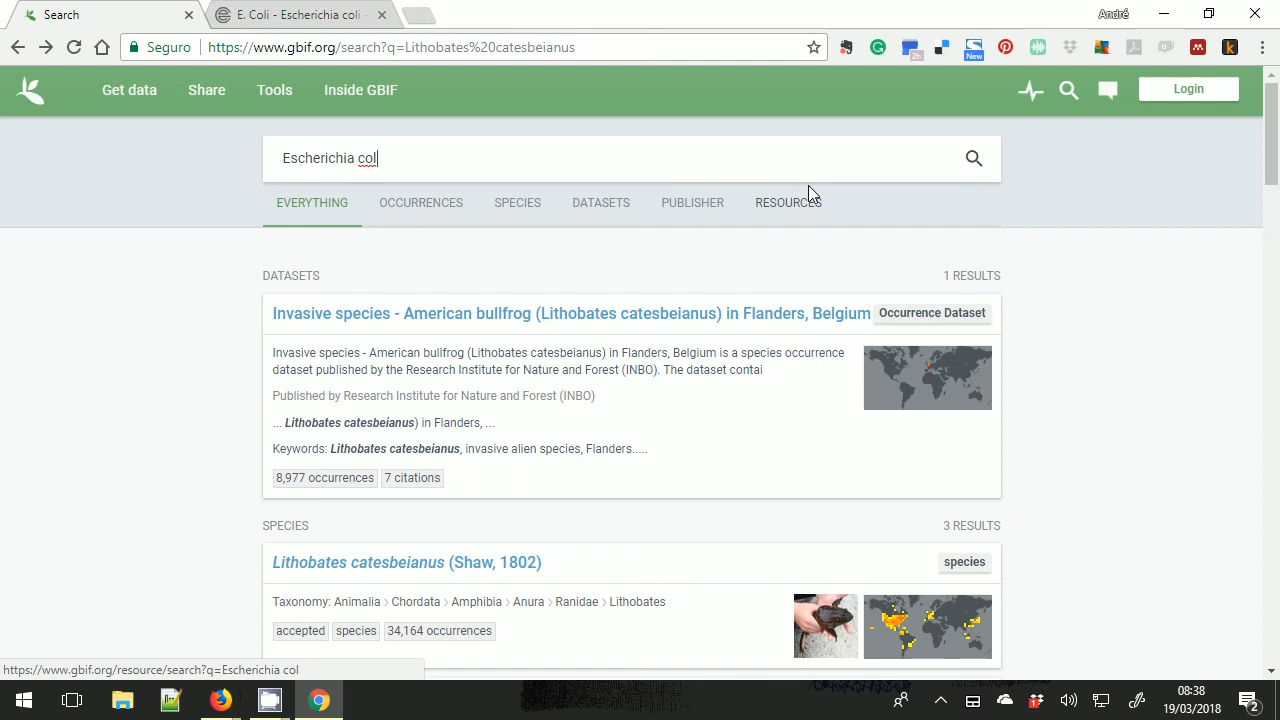 Search
E. Coli - Escherichia coli -
André
Seguro
https://www.gbif.org/search?q=Lithobates%20catesbeianus
2h
New
Get data
Share
Tools
Inside GBIF
Login
Escherichia col
EVERYTHING
OCCURRENCES
SPECIES
DATASETS
PUBLISHER
RESOURCES
DATASETS
1 RESULTS
Invasive species - American bullfrog (Lithobates catesbeianus) in Flanders, Belgium
Occurrence Dataset
Invasive species - American bullfrog (Lithobates catesbeianus) in Flanders, Belgium is a species occurrence
dataset published by the Research Institute for Nature and Forest (INBO). The dataset contai
Published by Research Institute for Nature and Forest (INBO)
... Lithobates catesbeianus) in Flanders, ...
Keywords: Lithobates catesbeianus, invasive alien species, Flanders.....
8,977 occurrences
7 citations
SPECIES
3 RESULTS
Lithobates catesbeianus (Shaw, 1802)
species
Taxonomy: Animalia › Chordata › Amphibia › Anura › Ranidae › Lithobates
accepted
species
34,164 occurrences
https://www.gbif.org/resource/search?q=Escherichia col
08:38
19/03/2018
2